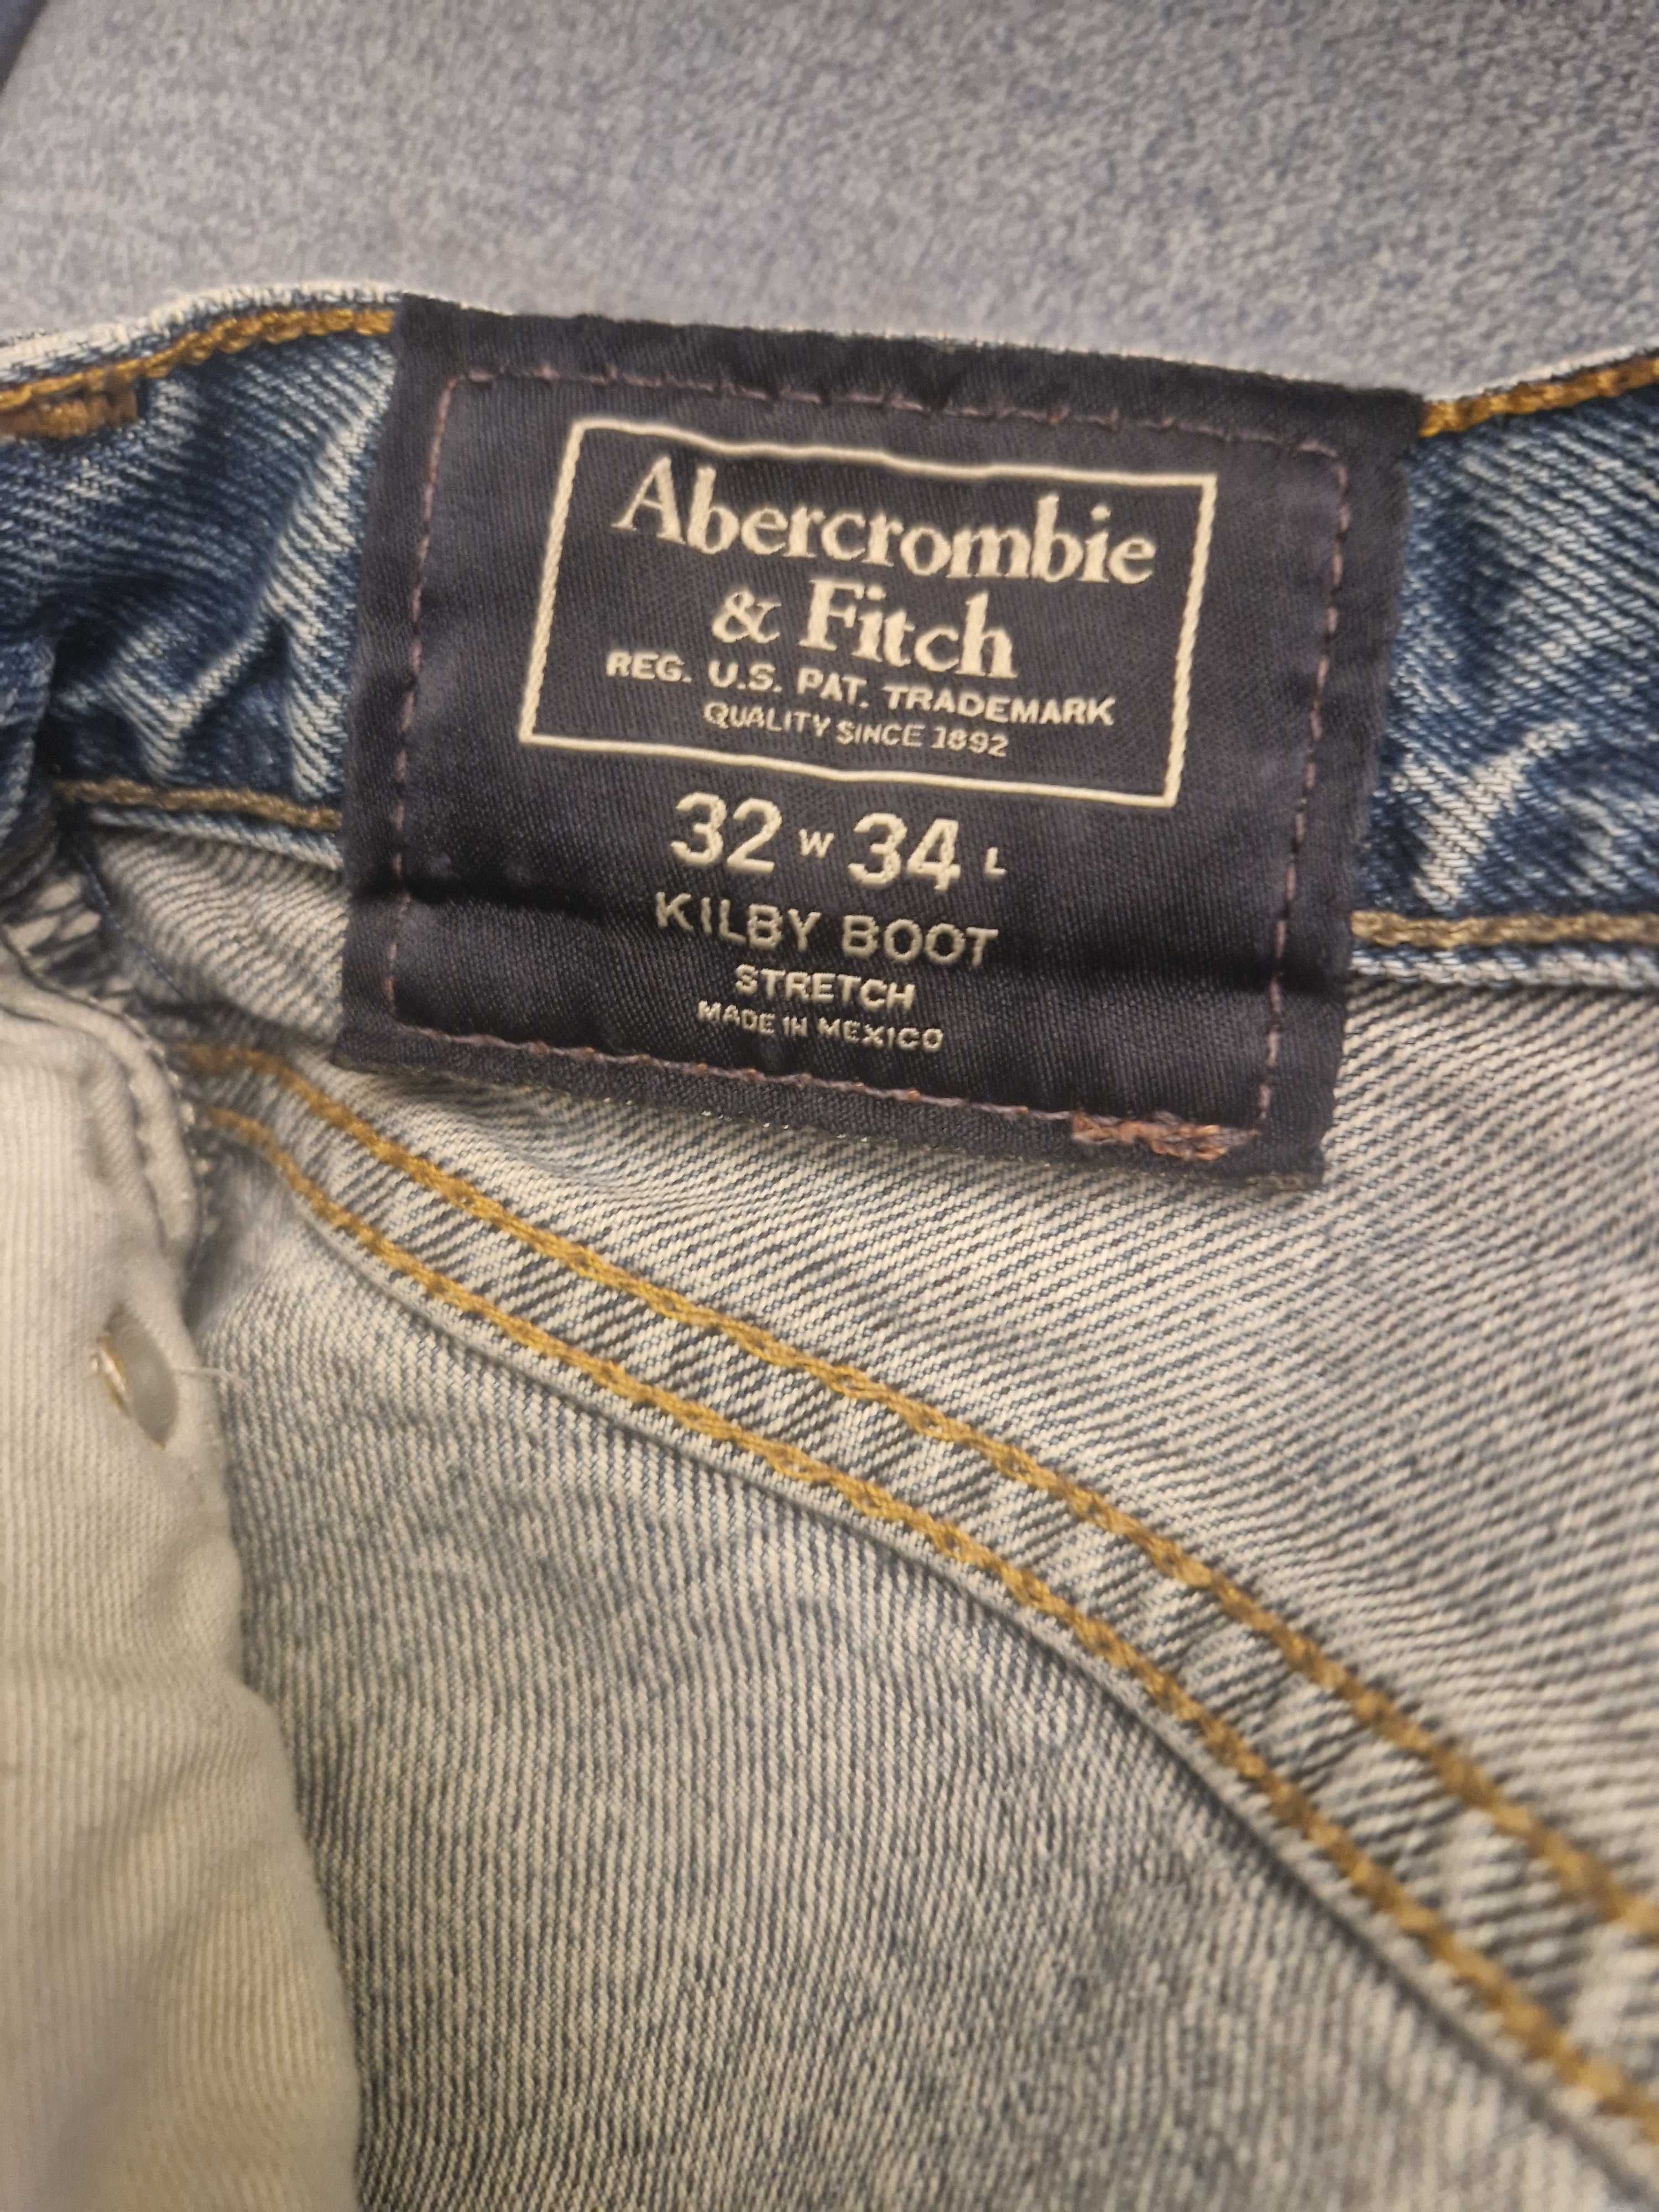 Abercrombie
& Fitch
REG. U.S. PAT. TRADEMARK
QUALITY SINCE 1892
32 W 34 L
KILBY BOOT
STRETCH
MADE IN MEXICO